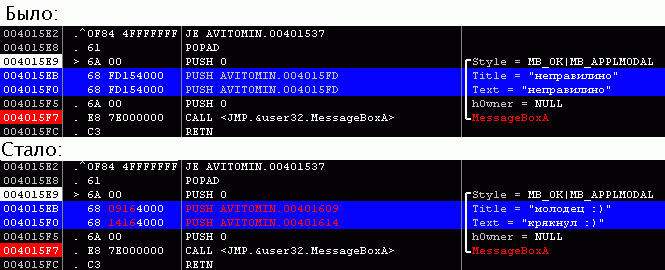 Было:
004015E2 .^0F84 4FFFFFFF JE AVITOMIN.00401537
004015E8 . 61 POPAD
004015E9 > 6A 00 PUSH 0 Style = MB_OK|MB_APPLMODAL
004015EB 68 FD154000 PUSH AVITOMIN.004015FD Title = "неправилино"
004015F0 68 FD154000 PUSH AVITOMIN.004015FD Text = "неправилино"
004015F5 . 6A 00 PUSH 0 hOwner = NULL
004015F7 . E8 7E000000 CALL <JMP.&user32.MessageBoxA> MessageBoxA
004015FC . C3 RETN
Стало:
004015E2 .^0F84 4FFFFFFF JE AVITOMIN.00401537
004015E8 . 61 POPAD
004015E9 > 6A 00 PUSH 0 Style = MB_OK|MB_APPLMODAL
004015EB 68 09164000 PUSH AVITOMIN.00401609 Title = "молодец :)"
004015F0 68 14164000 PUSH AVITOMIN.00401614 Text = "крякнул :)"
004015F5 . 6A 00 PUSH 0 hOwner = NULL
004015F7 . E8 7E000000 CALL <JMP.&user32.MessageBoxA> MessageBoxA
004015FC . C3 RETN